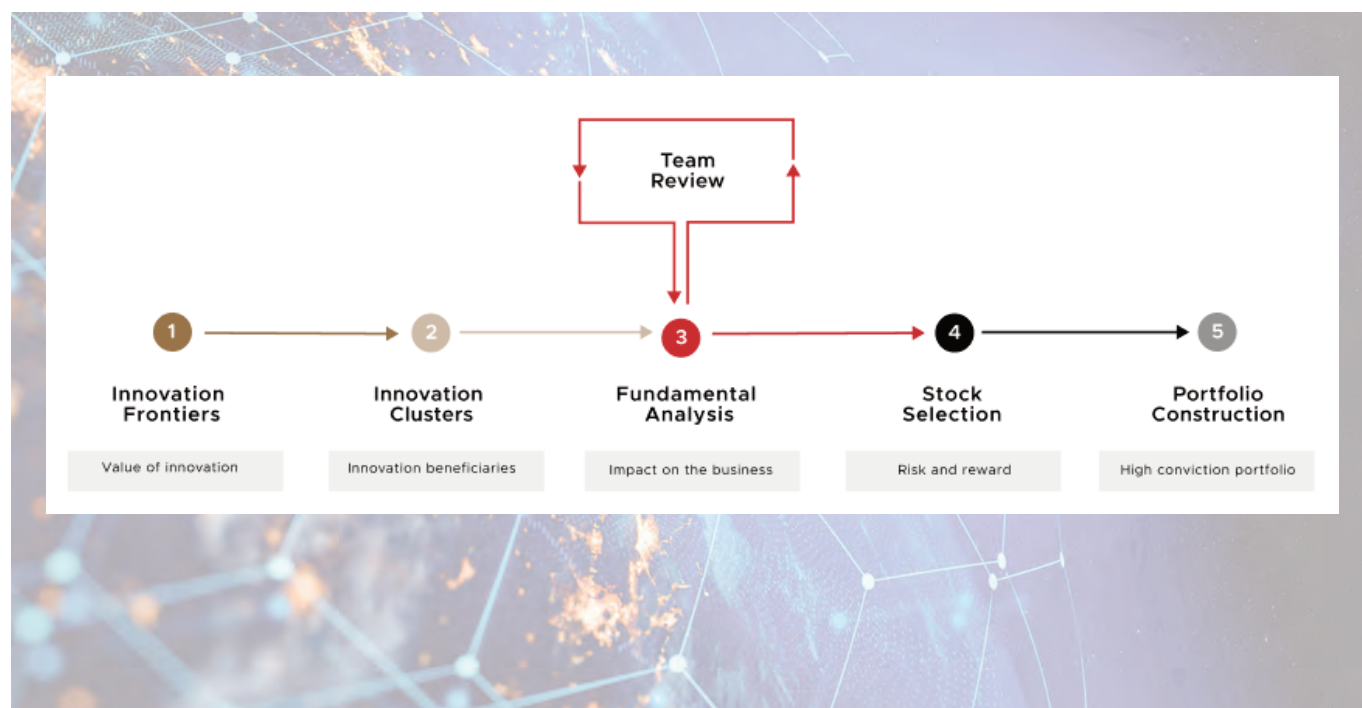 Team
Review
1
2
3
4
5
Innovation
Frontiers
Innovation
Clusters
Fundamental
Analysis
Stock
Selection
Portfolio
Construction
Value of innovation
Innovation beneficiaries
Impact on the business
Risk and reward
High conviction portfolio